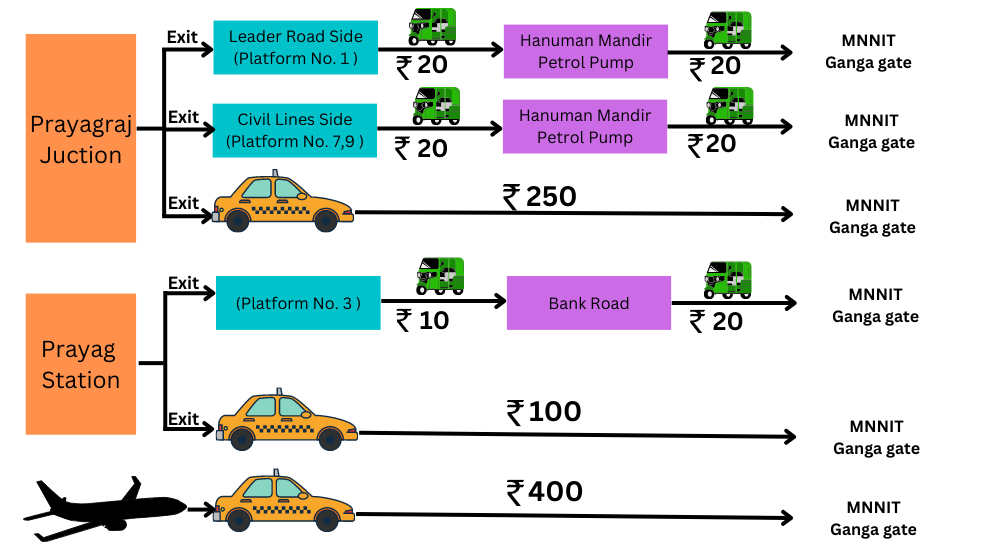 Prayagraj
Juction
Exit
Leader Road Side
(Platform No. 1 )
₹ 20
Hanuman Mandir
Petrol Pump
₹ 20
MNNIT
Ganga gate
Exit
Civil Lines Side
(Platform No. 7,9 )
₹ 20
Hanuman Mandir
Petrol Pump
₹20
MNNIT
Ganga gate
Exit
₹ 250
MNNIT
Ganga gate
Prayag
Station
Exit
(Platform No. 3 )
₹ 10
Bank Road
₹ 20
MNNIT
Ganga gate
Exit
₹ 100
MNNIT
Ganga gate
₹ 400
MNNIT
Ganga gate